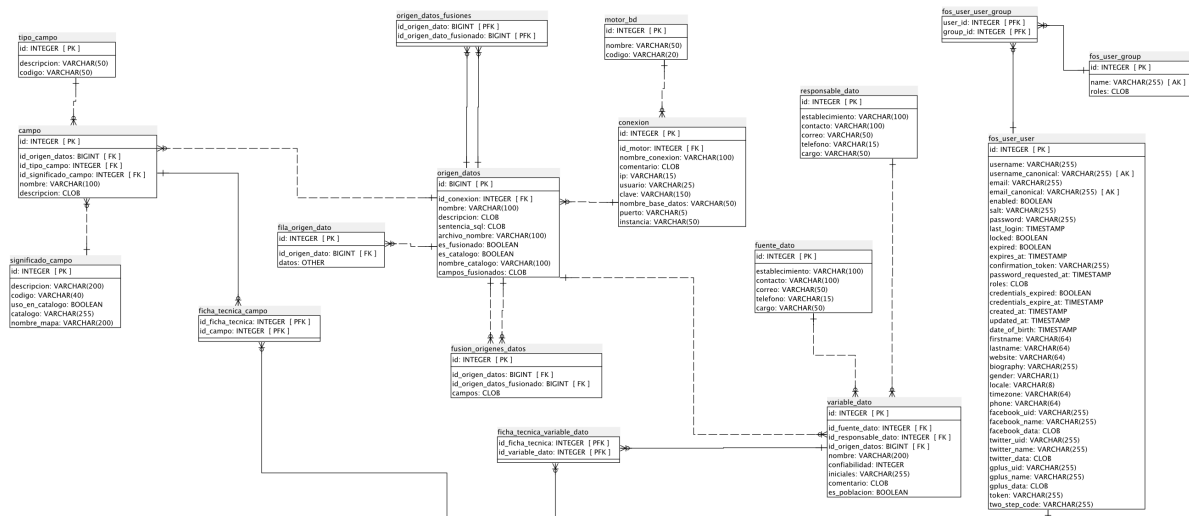 origen_datos_fusiones
id_origen_dato: BIGINT [ PFK ]
id_origen_dato_fusionado: BIGINT [ PFK ]
motor_bd
id: INTEGER [ PK ]
nombre: VARCHAR(50)
codigo: VARCHAR(20)
fos_user_user_group
user_id: INTEGER [ PFK ]
group_id: INTEGER [ PFK ]
tipo_campo
id: INTEGER [ PK ]
descripcion: VARCHAR(50)
codigo: VARCHAR(50)
fos_user_group
id: INTEGER [ PK ]
name: VARCHAR(255) [ AK ]
roles: CLOB
responsable_dato
id: INTEGER [ PK ]
establecimiento: VARCHAR(100)
contacto: VARCHAR(100)
correo: VARCHAR(50)
telefono: VARCHAR(15)
cargo: VARCHAR(50)
campo
id: INTEGER [ PK ]
id_origen_datos: BIGINT [ FK ]
id_tipo_campo: INTEGER [ FK ]
id_significado_campo: INTEGER [ FK ]
nombre: VARCHAR(100)
descripcion: CLOB
conexion
id: INTEGER [ PK ]
id_motor: INTEGER [ FK ]
nombre_conexion: VARCHAR(100)
comentario: CLOB
ip: VARCHAR(15)
usuario: VARCHAR(25)
clave: VARCHAR(150)
nombre_base_datos: VARCHAR(50)
puerto: VARCHAR(5)
instancia: VARCHAR(50)
fos_user_user
id: INTEGER [ PK ]
username: VARCHAR(255)
username_canonical: VARCHAR(255) [ AK ]
email: VARCHAR(255)
email_canonical: VARCHAR(255) [ AK ]
enabled: BOOLEAN
salt: VARCHAR(255)
password: VARCHAR(255)
last_login: TIMESTAMP
locked: BOOLEAN
expired: BOOLEAN
expires_at: TIMESTAMP
confirmation_token: VARCHAR(255)
password_requested_at: TIMESTAMP
roles: CLOB
credentials_expired: BOOLEAN
credentials_expire_at: TIMESTAMP
created_at: TIMESTAMP
updated_at: TIMESTAMP
date_of_birth: TIMESTAMP
firstname: VARCHAR(64)
lastname: VARCHAR(64)
website: VARCHAR(64)
biography: VARCHAR(255)
gender: VARCHAR(1)
locale: VARCHAR(8)
timezone: VARCHAR(64)
phone: VARCHAR(64)
facebook_uid: VARCHAR(255)
facebook_name: VARCHAR(255)
facebook_data: CLOB
twitter_uid: VARCHAR(255)
twitter_name: VARCHAR(255)
twitter_data: CLOB
gplus_uid: VARCHAR(255)
gplus_name: VARCHAR(255)
gplus_data: CLOB
token: VARCHAR(255)
two_step_code: VARCHAR(255)
origen_datos
id: BIGINT [ PK ]
id_conexion: INTEGER [ FK ]
nombre: VARCHAR(100)
descripcion: CLOB
sentencia_sql: CLOB
archivo_nombre: VARCHAR(100)
es_fusionado: BOOLEAN
es_catalogo: BOOLEAN
nombre_catalogo: VARCHAR(100)
campos_fusionados: CLOB
fila_origen_dato
id: INTEGER [ PK ]
id_origen_dato: BIGINT [ FK ]
datos: OTHER
fuente_dato
id: INTEGER [ PK ]
establecimiento: VARCHAR(100)
contacto: VARCHAR(100)
correo: VARCHAR(50)
telefono: VARCHAR(15)
cargo: VARCHAR(50)
significado_campo
id: INTEGER [ PK ]
descripcion: VARCHAR(200)
codigo: VARCHAR(40)
uso_en_catalogo: BOOLEAN
catalogo: VARCHAR(255)
nombre_mapa: VARCHAR(200)
ficha_tecnica_campo
id_ficha_tecnica: INTEGER [ PFK ]
id_campo: INTEGER [ PFK ]
fusion_origenes_datos
id: INTEGER [ PK ]
id_origen_datos: BIGINT [ FK ]
id_origen_datos_fusionado: BIGINT [ FK ]
campos: CLOB
variable_dato
id: INTEGER [ PK ]
id_fuente_dato: INTEGER [ FK ]
id_responsable_dato: INTEGER [ FK ]
id_origen_datos: BIGINT [ FK ]
nombre: VARCHAR(200)
confiabilidad: INTEGER
iniciales: VARCHAR(255)
comentario: CLOB
es_poblacion: BOOLEAN
ficha_tecnica_variable_dato
id_ficha_tecnica: INTEGER [ PFK ]
id_variable_dato: INTEGER [ PFK ]